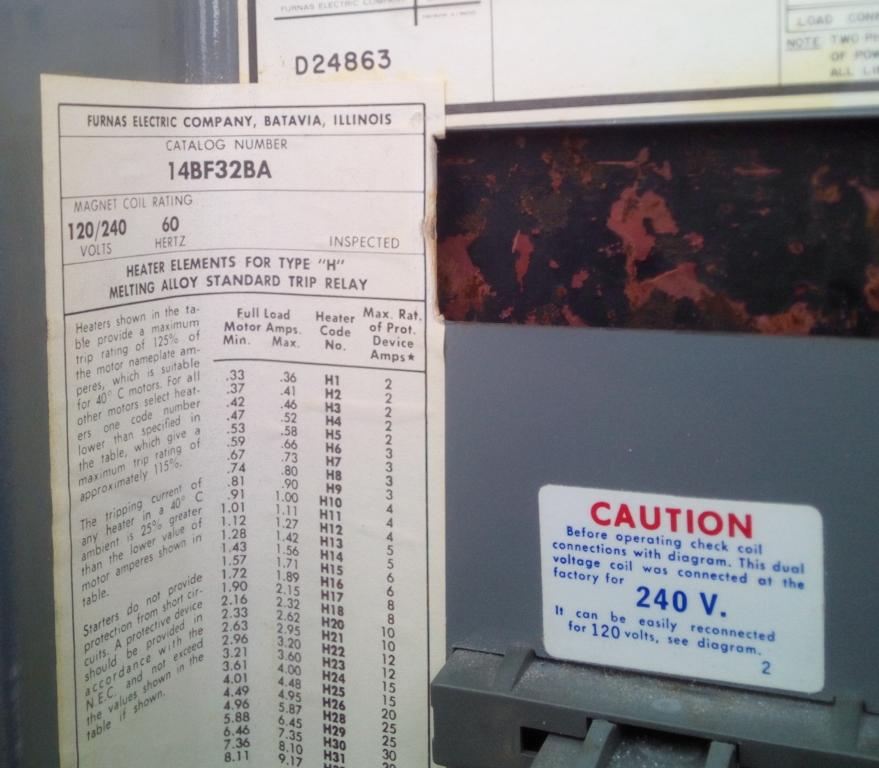 FURNAS ELECTRIC COMPANY
BATAVIA, ILLINOIS
D24863
LOAD CONN
NOTE TWO PH
OF POW
ALL LI
FURNAS ELECTRIC COMPANY, BATAVIA, ILLINOIS
CATALOG NUMBER
14BF32BA
MAGNET COIL RATING
120/240 60
VOLTS HERTZ INSPECTED
HEATER ELEMENTS FOR TYPE "H"
MELTING ALLOY STANDARD TRIP RELAY
Heaters shown in the ta-
ble provide a maximum
trip rating of 125% of
the motor nameplate am-
peres, which is suitable
for 40° C motors. For all
other motors select heat-
ers one code number
lower than specified in
the table, which give a
maximum trip rating of
approximately 115%.
The tripping current of
any heater in a 40° C
ambient is 25% greater
than the lower value of
motor amperes shown in
table.
Starters do not provide
protection from short cir-
cuits. A protective device
should be provided in
accordance with the
N.E.C. and not exceed
the values shown in the
table if shown.
Full Load Heater Max. Rat.
Motor Amps. Code of Prot.
Min. Max. No. Device
Amps★
.33 .36 H1 2
.37 .41 H2 2
.42 .46 H3 2
.47 .52 H4 2
.53 .58 H5 2
.59 .66 H6 3
.67 .73 H7 3
.74 .80 H8 3
.81 .90 H9 3
.91 1.00 H10 4
1.01 1.11 H11 4
1.12 1.27 H12 4
1.28 1.42 H13 5
1.43 1.56 H14 5
1.57 1.71 H15 6
1.72 1.89 H16 6
1.90 2.15 H17 8
2.16 2.32 H18 8
2.33 2.62 H20 10
2.63 2.95 H21 10
2.96 3.20 H22 12
3.21 3.60 H23 12
3.61 4.00 H24 15
4.01 4.48 H25 15
4.49 4.95 H26 20
4.96 5.87 H28 25
5.88 6.45 H29 25
6.46 7.35 H30 30
7.36 8.10 H31
8.11 9.17
CAUTION
Before operating check coil
connections with diagram. This dual
voltage coil was connected at the
factory for
240 V.
It can be easily reconnected
for 120 volts, see diagram.
2